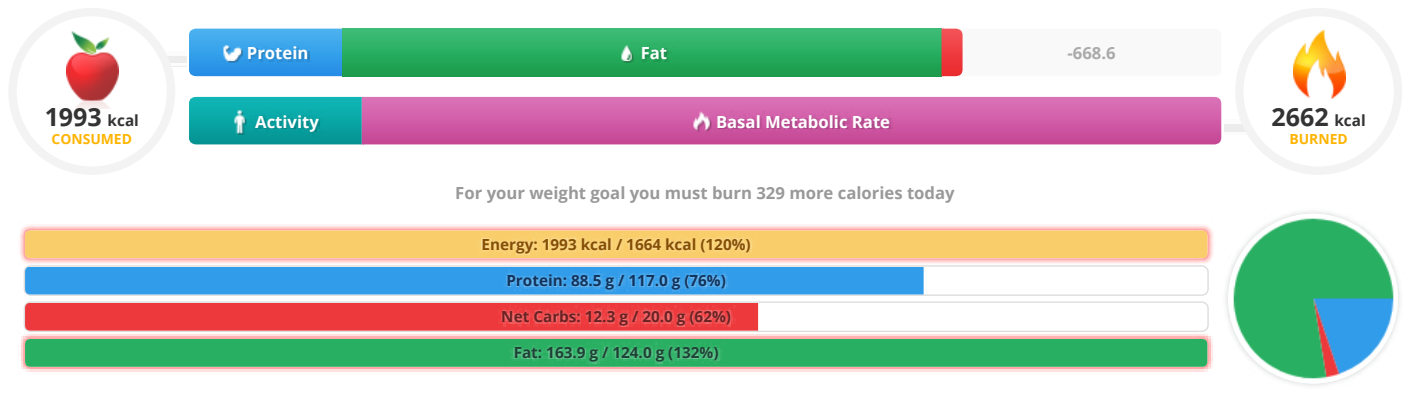 Protein
Fat
-668.6
1993 kcal
CONSUMED
2662 kcal
BURNED
Activity
Basal Metabolic Rate
For your weight goal you must burn 329 more calories today
Energy: 1993 kcal / 1664 kcal (120%)
Protein: 88.5 g / 117.0 g (76%)
Net Carbs: 12.3 g / 20.0 g (62%)
Fat: 163.9 g / 124.0 g (132%)